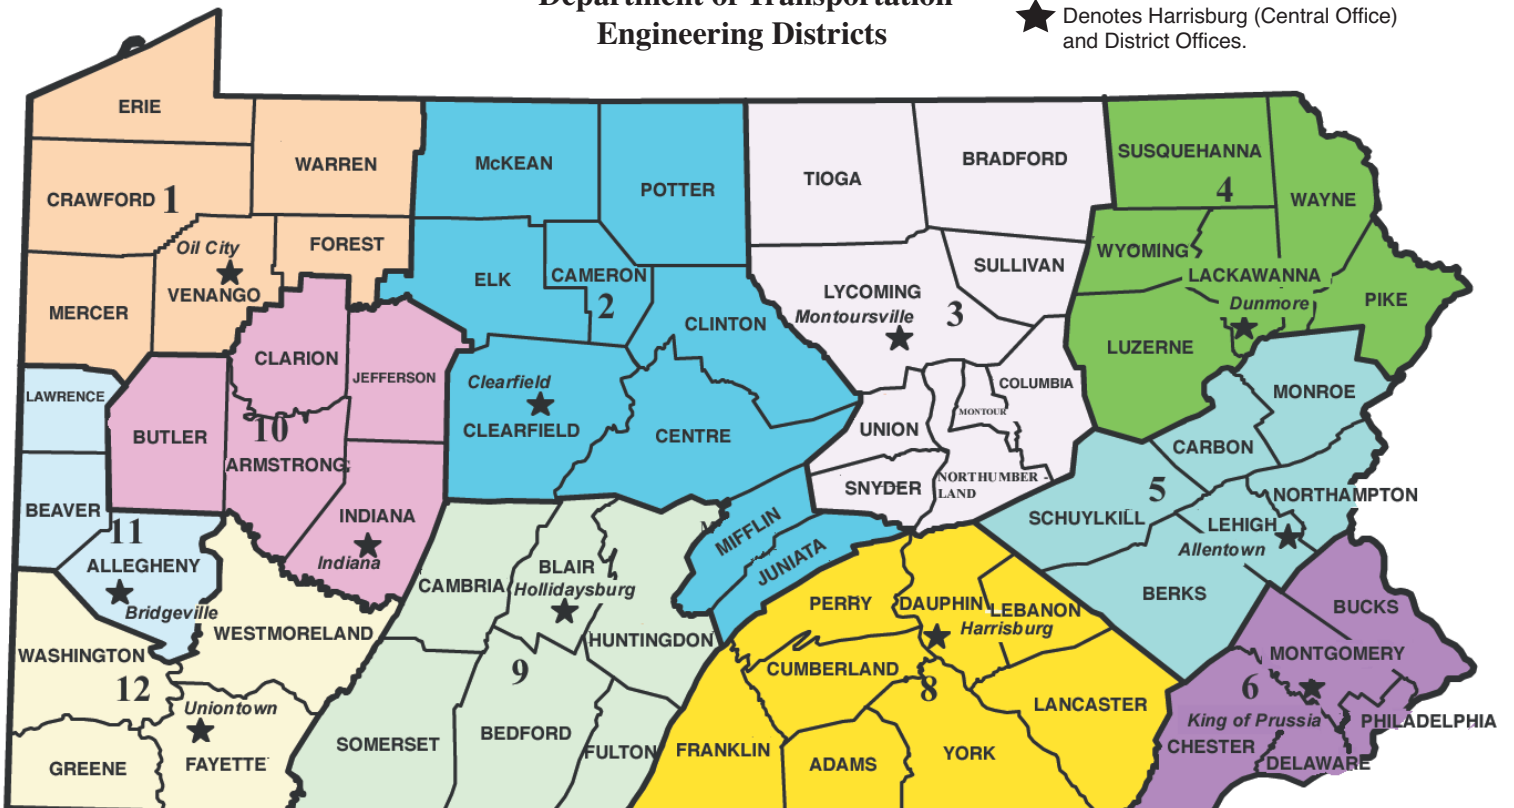 Department of Transportation
Engineering Districts
Denotes Harrisburg (Central Office)
and District Offices.
ERIE
WARREN
CRAWFORD 1
Oil City
FOREST
VENANGO
MERCER
McKEAN
POTTER
ELK
CAMERON
2
CLINTON
Clearfield
CLEARFIELD
CENTRE
MIFFLIN
JUNIATA
TIOGA
BRADFORD
SULLIVAN
LYCOMING
Montoursville
3
COLUMBIA
MONTOUR
UNION
SNYDER
NORTHUMBER -
LAND
SUSQUEHANNA
4
WAYNE
WYOMING
LACKAWANNA
Dunmore
PIKE
LUZERNE
MONROE
CARBON
5
NORTHAMPTON
SCHUYLKILL
LEHIGH
Allentown
BERKS
BUCKS
MONTGOMERY
6
King of Prussia
PHILADELPHIA
CHESTER
DELAWARE
PERRY
DAUPHIN
LEBANON
Harrisburg
CUMBERLAND
8
LANCASTER
FRANKLIN
ADAMS
YORK
M
CAMBRIA
BLAIR
Hollidaysburg
HUNTINGDON
9
SOMERSET
BEDFORD
FULTON
CLARION
JEFFERSON
BUTLER
10
ARMSTRONG
INDIANA
Indiana
LAWRENCE
BEAVER
11
ALLEGHENY
Bridgeville
WASHINGTON
WESTMORELAND
12
Uniontown
GREENE
FAYETTE